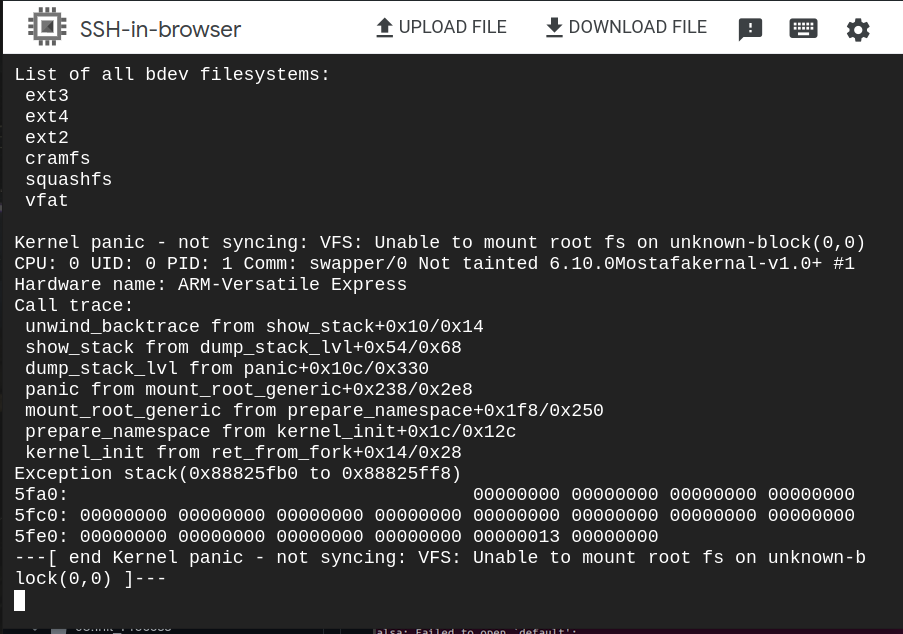 SSH-in-browser
UPLOAD FILE
DOWNLOAD FILE
List of all bdev filesystems:
 ext3
 ext4
 ext2
 cramfs
 squashfs
 vfat
Kernel panic - not syncing: VFS: Unable to mount root fs on unknown-block(0,0)
CPU: 0 UID: 0 PID: 1 Comm: swapper/0 Not tainted 6.10.0Mostafakernal-v1.0+ #1
Hardware name: ARM-Versatile Express
Call trace:
 unwind_backtrace from show_stack+0x10/0x14
 show_stack from dump_stack_lvl+0x54/0x68
 dump_stack_lvl from panic+0x10c/0x330
 panic from mount_root_generic+0x238/0x2e8
 mount_root_generic from prepare_namespace+0x1f8/0x250
 prepare_namespace from kernel_init+0x1c/0x12c
 kernel_init from ret_from_fork+0x14/0x28
Exception stack(0x88825fb0 to 0x88825ff8)
5fa0:                                     00000000 00000000 00000000 00000000
5fc0: 00000000 00000000 00000000 00000000 00000000 00000000 00000000 00000000
5fe0: 00000000 00000000 00000000 00000000 00000013 00000000
---[ end Kernel panic - not syncing: VFS: Unable to mount root fs on unknown-b
lock(0,0) ]---
alsa: Failed to open `default':